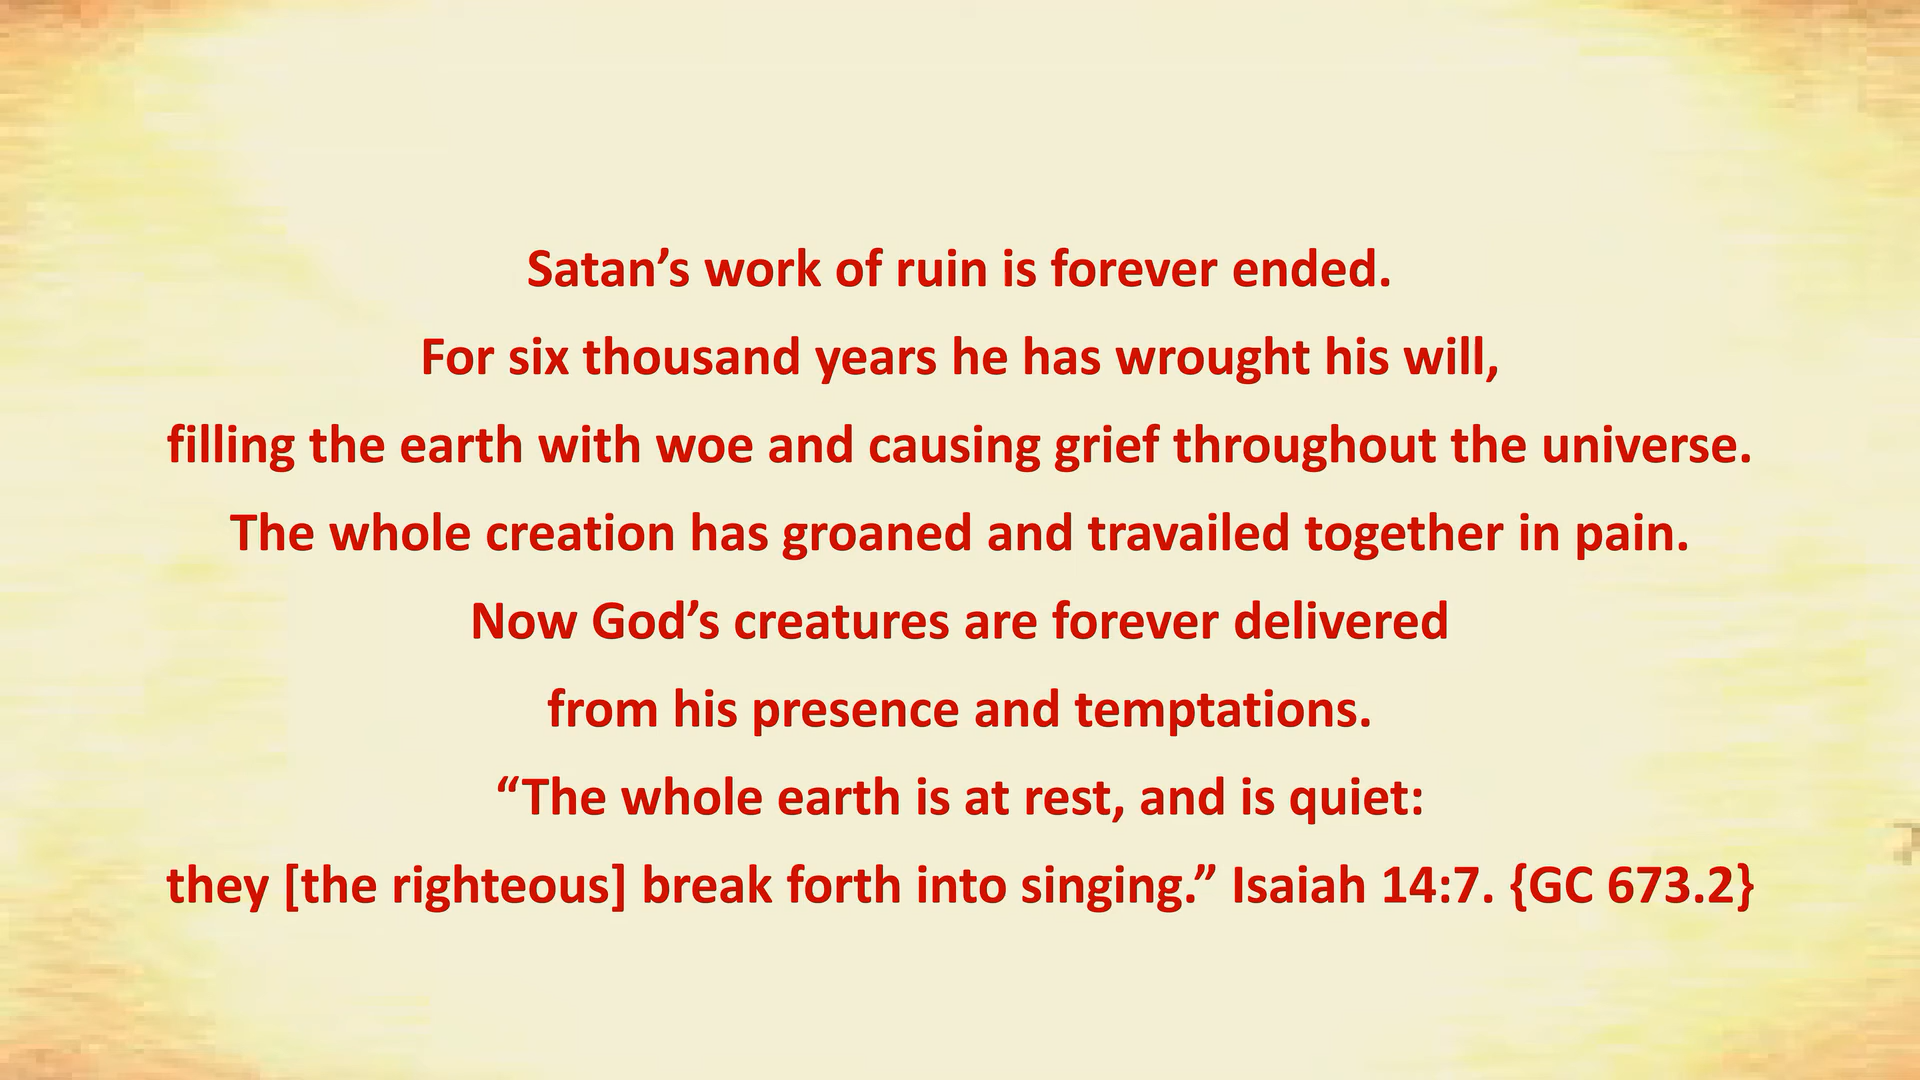 Satan’s work of ruin is forever ended.
For six thousand years he has wrought his will,
filling the earth with woe and causing grief throughout the universe.
The whole creation has groaned and travailed together in pain.
Now God’s creatures are forever delivered
from his presence and temptations.
“The whole earth is at rest, and is quiet:
they [the righteous] break forth into singing.” Isaiah 14:7. {GC 673.2}